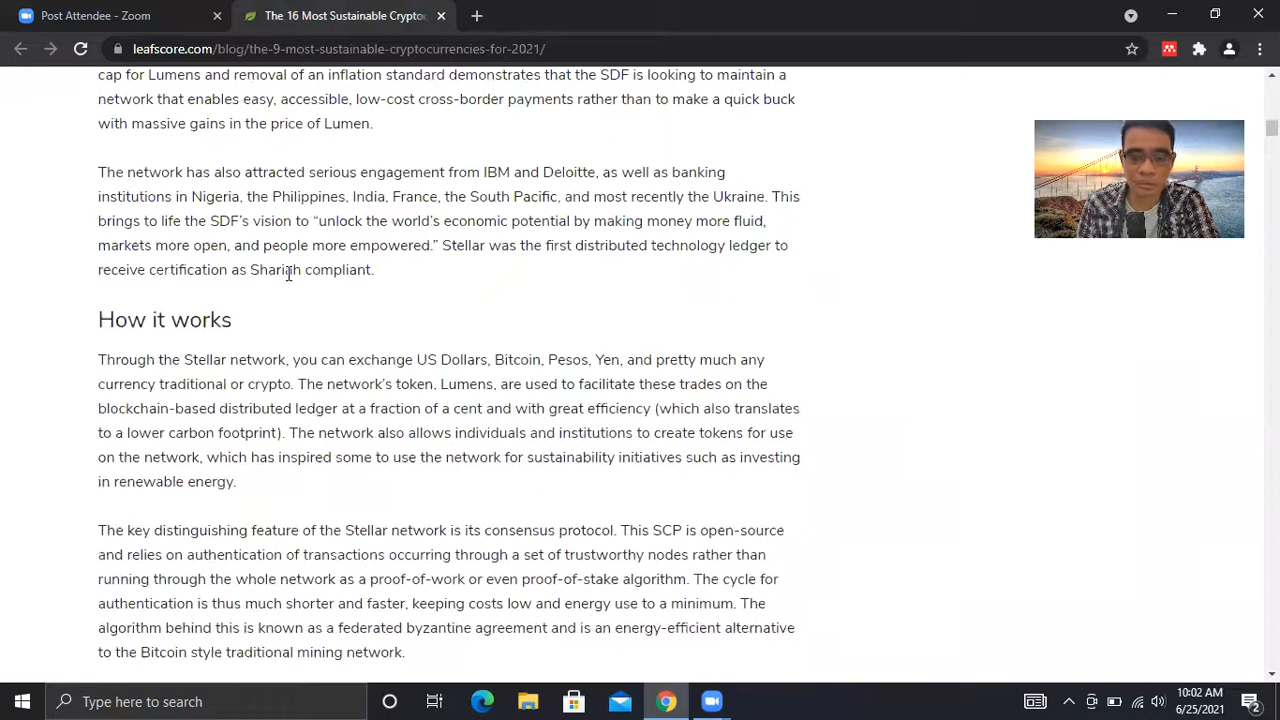 Post Attendee - Zoom
The 16 Most Sustainable Cryptoc
leafscore.com/blog/the-9-most-sustainable-cryptocurrencies-for-2021/
cap for Lumens and removal of an inflation standard demonstrates that the SDF is looking to maintain a
network that enables easy, accessible, low-cost cross-border payments rather than to make a quick buck
with massive gains in the price of Lumen.
The network has also attracted serious engagement from IBM and Deloitte, as well as banking
institutions in Nigeria, the Philippines, India, France, the South Pacific, and most recently the Ukraine. This
brings to life the SDF's vision to “unlock the world's economic potential by making money more fluid,
markets more open, and people more empowered.” Stellar was the first distributed technology ledger to
receive certification as Shariah compliant.
How it works
Through the Stellar network, you can exchange US Dollars, Bitcoin, Pesos, Yen, and pretty much any
currency traditional or crypto. The network's token, Lumens, are used to facilitate these trades on the
blockchain-based distributed ledger at a fraction of a cent and with great efficiency (which also translates
to a lower carbon footprint). The network also allows individuals and institutions to create tokens for use
on the network, which has inspired some to use the network for sustainability initiatives such as investing
in renewable energy.
The key distinguishing feature of the Stellar network is its consensus protocol. This SCP is open-source
and relies on authentication of transactions occurring through a set of trustworthy nodes rather than
running through the whole network as a proof-of-work or even proof-of-stake algorithm. The cycle for
authentication is thus much shorter and faster, keeping costs low and energy use to a minimum. The
algorithm behind this is known as a federated byzantine agreement and is an energy-efficient alternative
to the Bitcoin style traditional mining network.
Type here to search
10:02 AM
6/25/2021
2